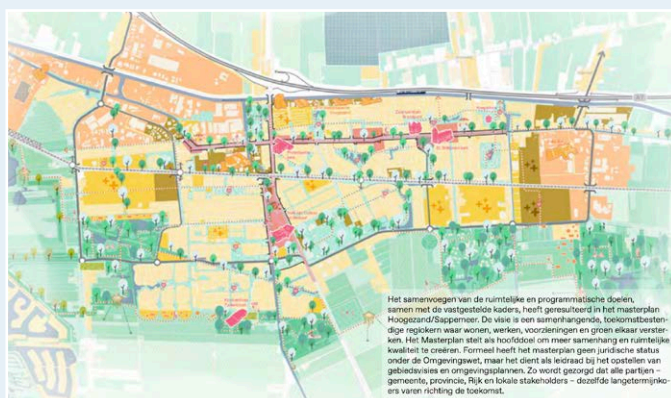 Het samenvoegen van de ruimtelijke en programmatische doelen,
samen met de vastgestelde kaders, heeft geresulteerd in het masterplan
Hoogezand/Sappemeer. De visie is een samenhangende, toekomstbesten-
dige regiokern waar wonen, werken, voorzieningen en groen elkaar verster-
ken. Het Masterplan stelt als hoofddoel om meer samenhang en ruimtelijke
kwaliteit te creëren. Formeel heeft het masterplan geen juridische status
onder de Omgevingswet, maar het dient als leidraad bij het opstellen van
gebiedsvisies en omgevingsplannen. Zo wordt gezorgd dat alle partijen –
gemeente, provincie, Rijk en lokale stakeholders – dezelfde langetermijnko-
ers varen richting de toekomst.